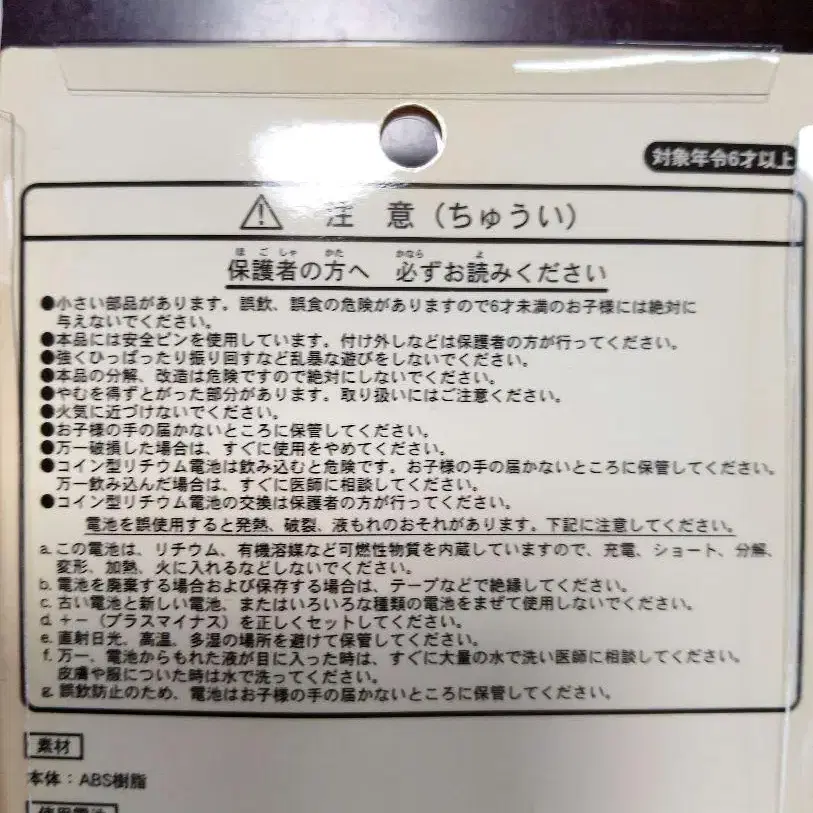 対象年令6才以上
⚠ 注 意（ちゅうい）
保護者の方へ 必ずお読みください
●小さい部品があります。誤飲、誤食の危険がありますので6才未満のお子様には絶対に
与えないでください。
●本品には安全ピンを使用しています。付け外しなどは保護者の方が行ってください。
●強くひっぱったり振り回すなど乱暴な遊びをしないでください。
●本品の分解、改造は危険ですので絶対にしないでください。
●やむを得ずとがった部分があります。取り扱いにはご注意ください。
●火気に近づけないでください。
●お子様の手の届かないところに保管してください。
●万一破損した場合は、すぐに使用をやめてください。
●コイン型リチウム電池は飲み込むと危険です。お子様の手の届かないところに保管してください。
万一飲み込んだ場合は、すぐに医師に相談してください。
●コイン型リチウム電池の交換は保護者の方が行ってください。
電池を誤使用すると発熱、破裂、液もれのおそれがあります。下記に注意してください。
a. この電池は、リチウム、有機溶媒など可燃性物質を内蔵していますので、充電、ショート、分解、
変形、加熱、火に入れるなどしないでください。
b. 電池を廃棄する場合および保存する場合は、テープなどで絶縁してください。
c. 古い電池と新しい電池、またはいろいろな種類の電池をまぜて使用しないでください。
d. +-（プラスマイナス）を正しくセットしてください。
e. 直射日光、高温、多湿の場所を避けて保管してください。
f. 万一、電池からもれた液が目に入った時は、すぐに大量の水で洗い医師に相談してください。
皮膚や服についた時は水で洗ってください。
g. 誤飲防止のため、電池はお子様の手の届かないところに保管してください。
素材
本体：ABS樹脂
使用電池